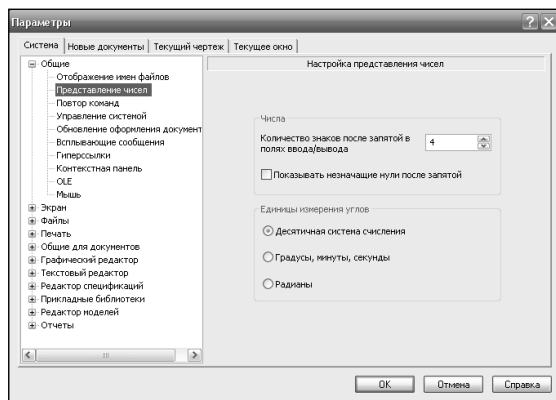 Параметры
Система Новые документы Текущий чертеж Текущее окно
Общие
Отображение имен файлов
Представление чисел
Повтор команд
Управление системой
Обновление оформления документ
Всплывающие сообщения
Гиперссылки
Контекстная панель
OLE
Мышь
Экран
Файлы
Печать
Общие для документов
Графический редактор
Текстовый редактор
Редактор спецификаций
Прикладные библиотеки
Редактор моделей
Отчеты
Настройка представления чисел
Числа
Количество знаков после запятой в
полях ввода/вывода
4
Показывать незначащие нули после запятой
Единицы измерения углов
Десятичная система счисления
Градусы, минуты, секунды
Радианы
OK Отмена Справка